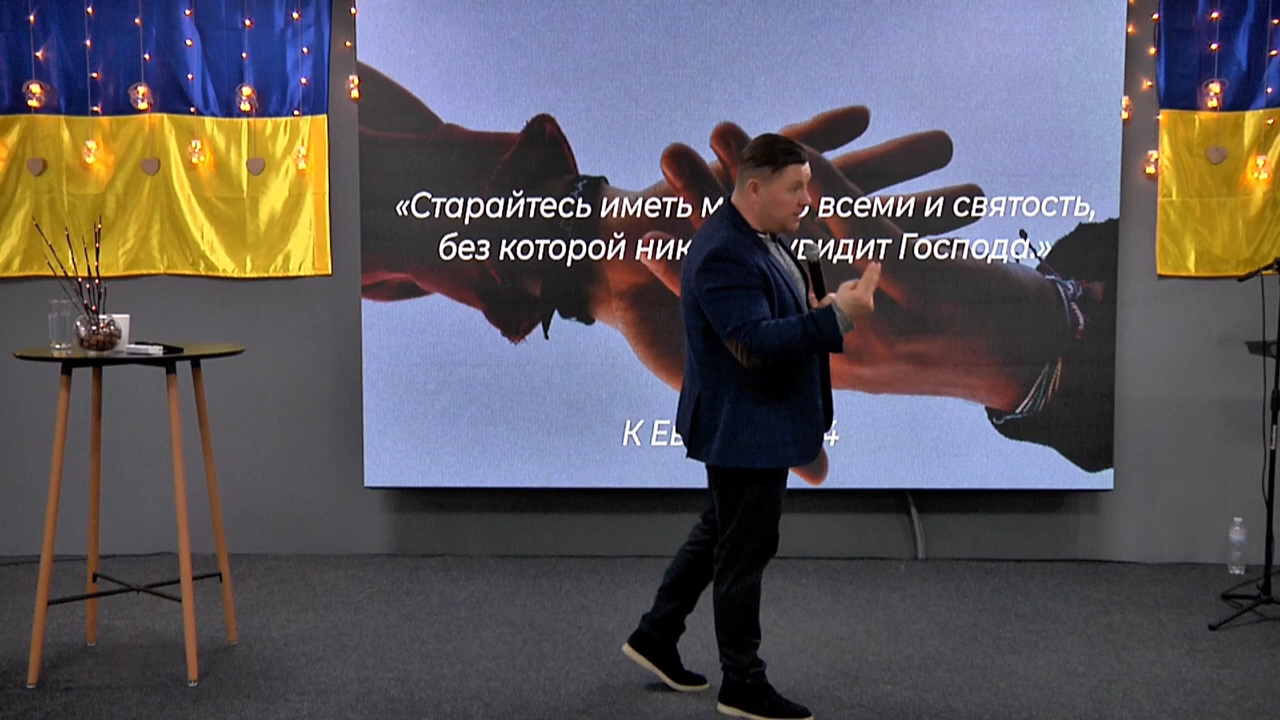 «Старайтесь иметь всеми и святость,
без которой Господа.»
К